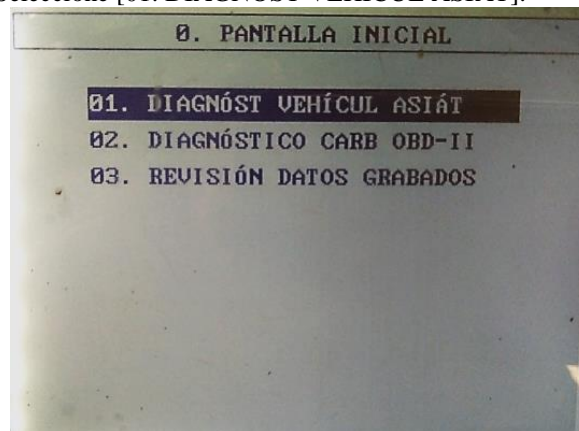 0. PANTALLA INICIAL
01. DIAGNÓST VEHÍCUL ASIÁT
02. DIAGNÓSTICO CARB OBD-II
03. REVISIÓN DATOS GRABADOS